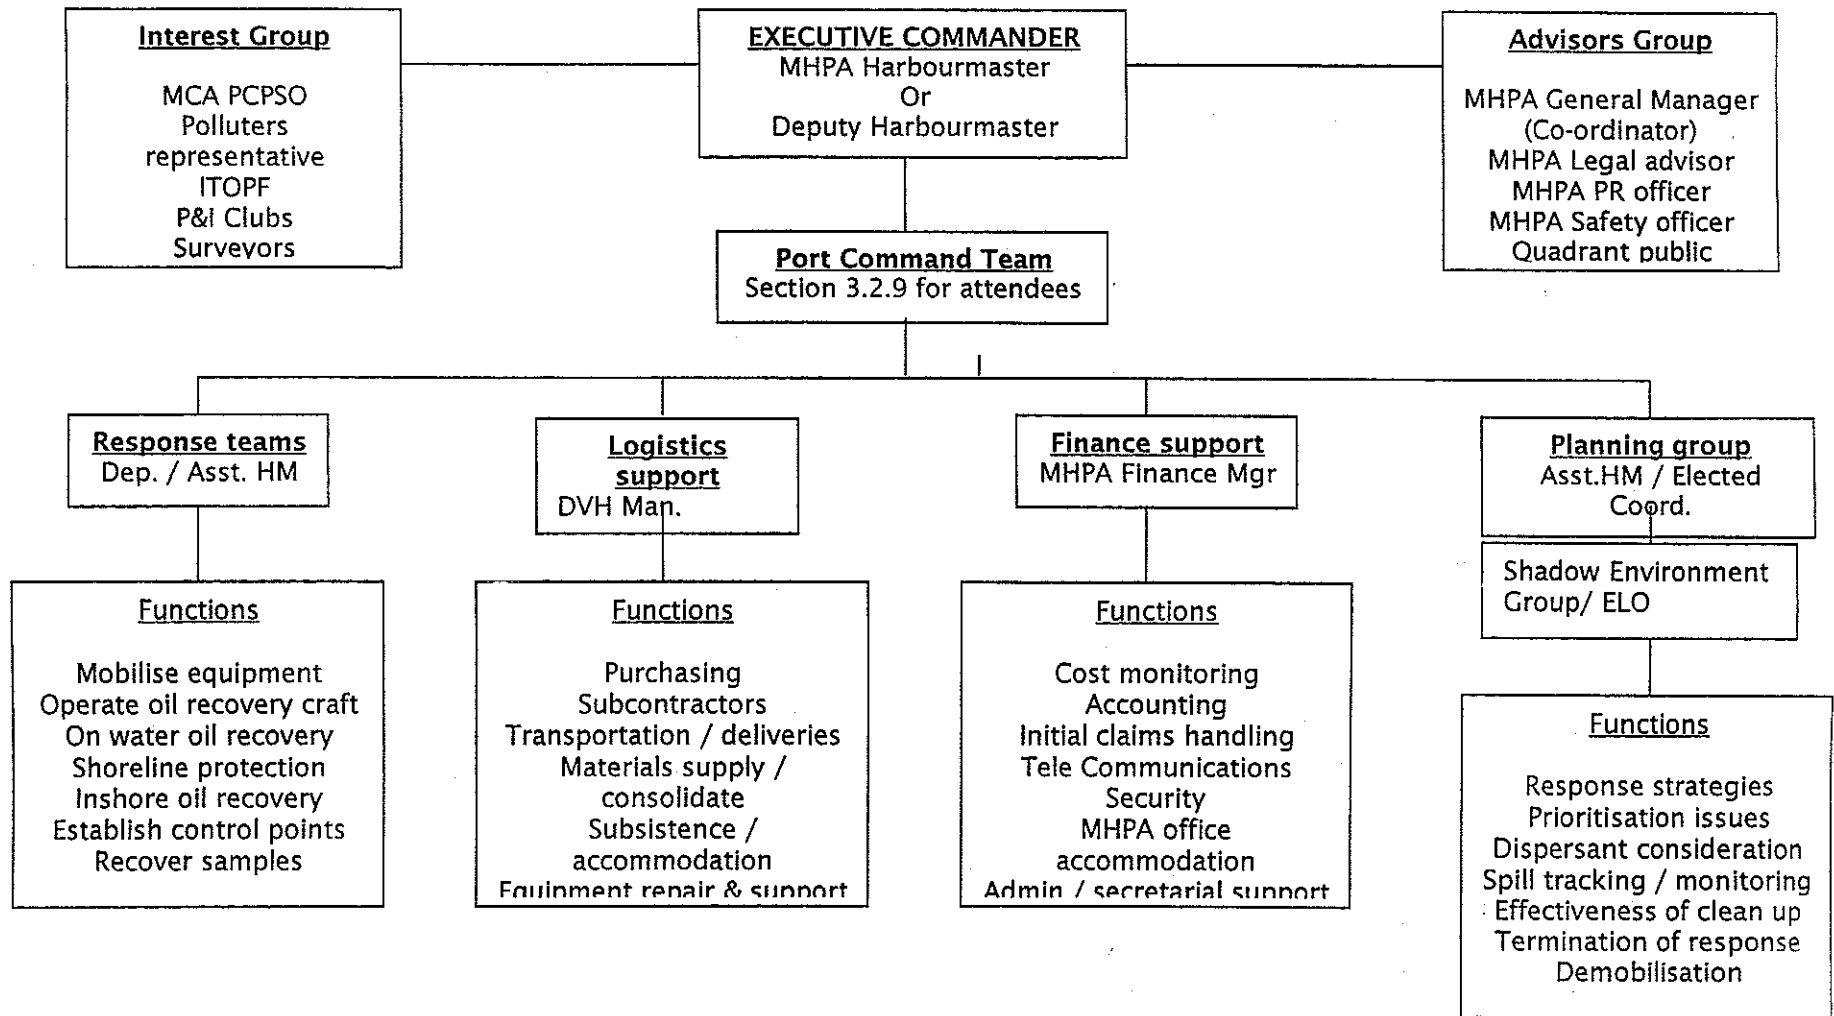 Interest Group
MCA PCPSO
Polluters
representative
ITOPF
P&I Clubs
Surveyors
EXECUTIVE COMMANDER
MHPA Harbourmaster
Or
Deputy Harbourmaster
Advisors Group
MHPA General Manager
(Co-ordinator)
MHPA Legal advisor
MHPA PR officer
MHPA Safety officer
Quadrant public
Port Command Team
Section 3.2.9 for attendees
Response teams
Dep. / Asst. HM
Logistics
support
DVH Man.
Finance support
MHPA Finance Mgr
Planning group
Asst.HM / Elected
Coord.
Shadow Environment
Group/ ELO
Functions
Mobilise equipment
Operate oil recovery craft
On water oil recovery
Shoreline protection
Inshore oil recovery
Establish control points
Recover samples
Functions
Purchasing
Subcontractors
Transportation / deliveries
Materials supply /
consolidate
Subsistence /
accommodation
Equipment repair & support
Functions
Cost monitoring
Accounting
Initial claims handling
Tele Communications
Security
MHPA office
accommodation
Admin / secretarial support
Functions
Response strategies
Prioritisation issues
Dispersant consideration
Spill tracking / monitoring
Effectiveness of clean up
Termination of response
Demobilisation